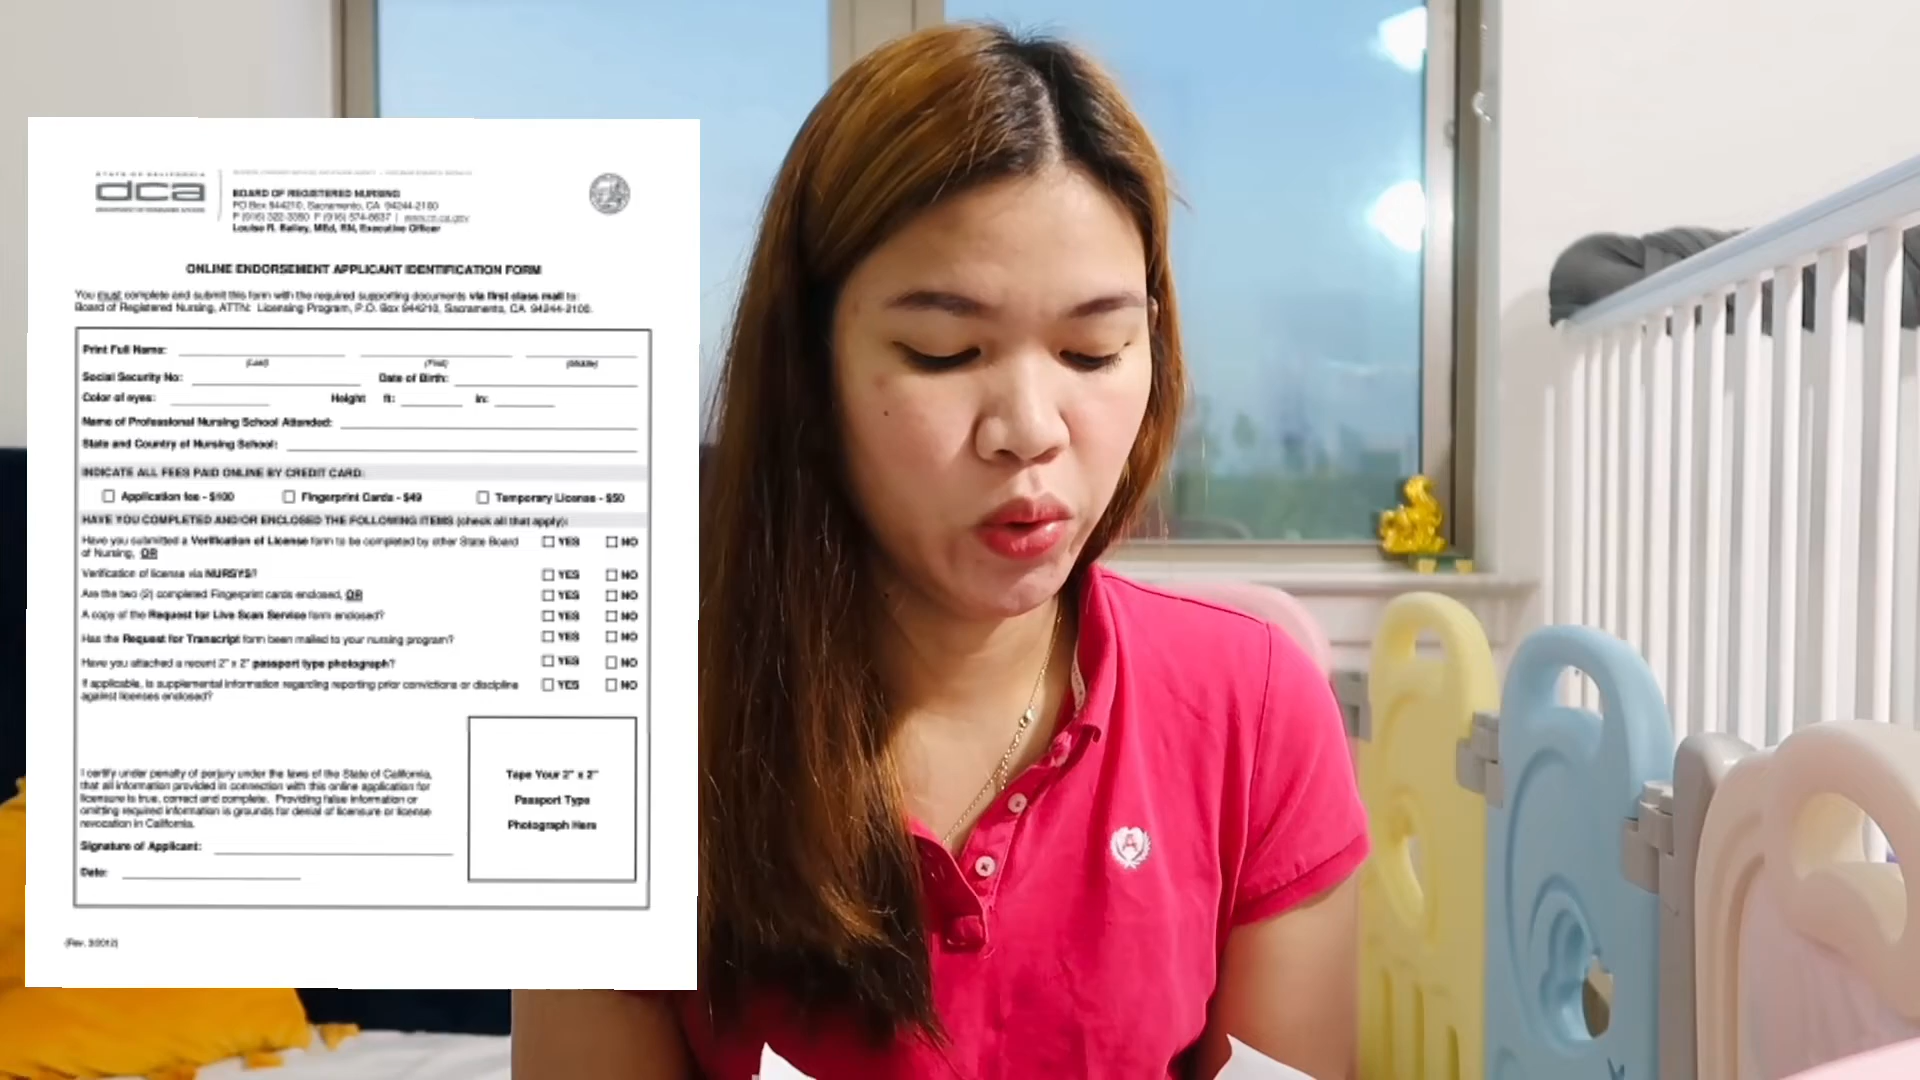 STATE OF CALIFORNIA
dca
BOARD OF REGISTERED NURSING
PO Box 944210, Sacramento, CA 94244-2100
P (916) 322-3350 F (916) 574-8637 | www.rn.ca.gov
Louise R. Bailey, MEd, RN, Executive Officer
ONLINE ENDORSEMENT APPLICANT IDENTIFICATION FORM
You must complete and submit this form with the required supporting documents via first class mail to:
Board of Registered Nursing, ATTN: Licensing Program, P.O. Box 944210, Sacramento, CA 94244-2100.
Print Full Name:
(Last) (First) (Middle)
Social Security No: Date of Birth:
Color of eyes: Height ft: in:
Name of Professional Nursing School Attended:
State and Country of Nursing School:
INDICATE ALL FEES PAID ONLINE BY CREDIT CARD:
Application fee - $100 Fingerprint Cards - $49 Temporary License - $50
HAVE YOU COMPLETED AND/OR ENCLOSED THE FOLLOWING ITEMS (check all that apply):
Have you submitted a Verification of License form to be completed by other State Board YES NO
of Nursing, OR
Verification of license via NURSYS? YES NO
Are the two (2) completed Fingerprint cards enclosed, OR YES NO
A copy of the Request for Live Scan Service form enclosed? YES NO
Has the Request for Transcript form been mailed to your nursing program? YES NO
Have you attached a recent 2" x 2" passport type photograph? YES NO
If applicable, is supplemental information regarding reporting prior convictions or discipline YES NO
against licenses enclosed?
I certify under penalty of perjury under the laws of the State of California,
that all information provided in connection with this online application for
licensure is true, correct and complete. Providing false information or
omitting required information is grounds for denial of licensure or license
revocation in California.
Tape Your 2" x 2"
Passport Type
Photograph Here
Signature of Applicant:
Date:
(Rev. 3/2012)
A